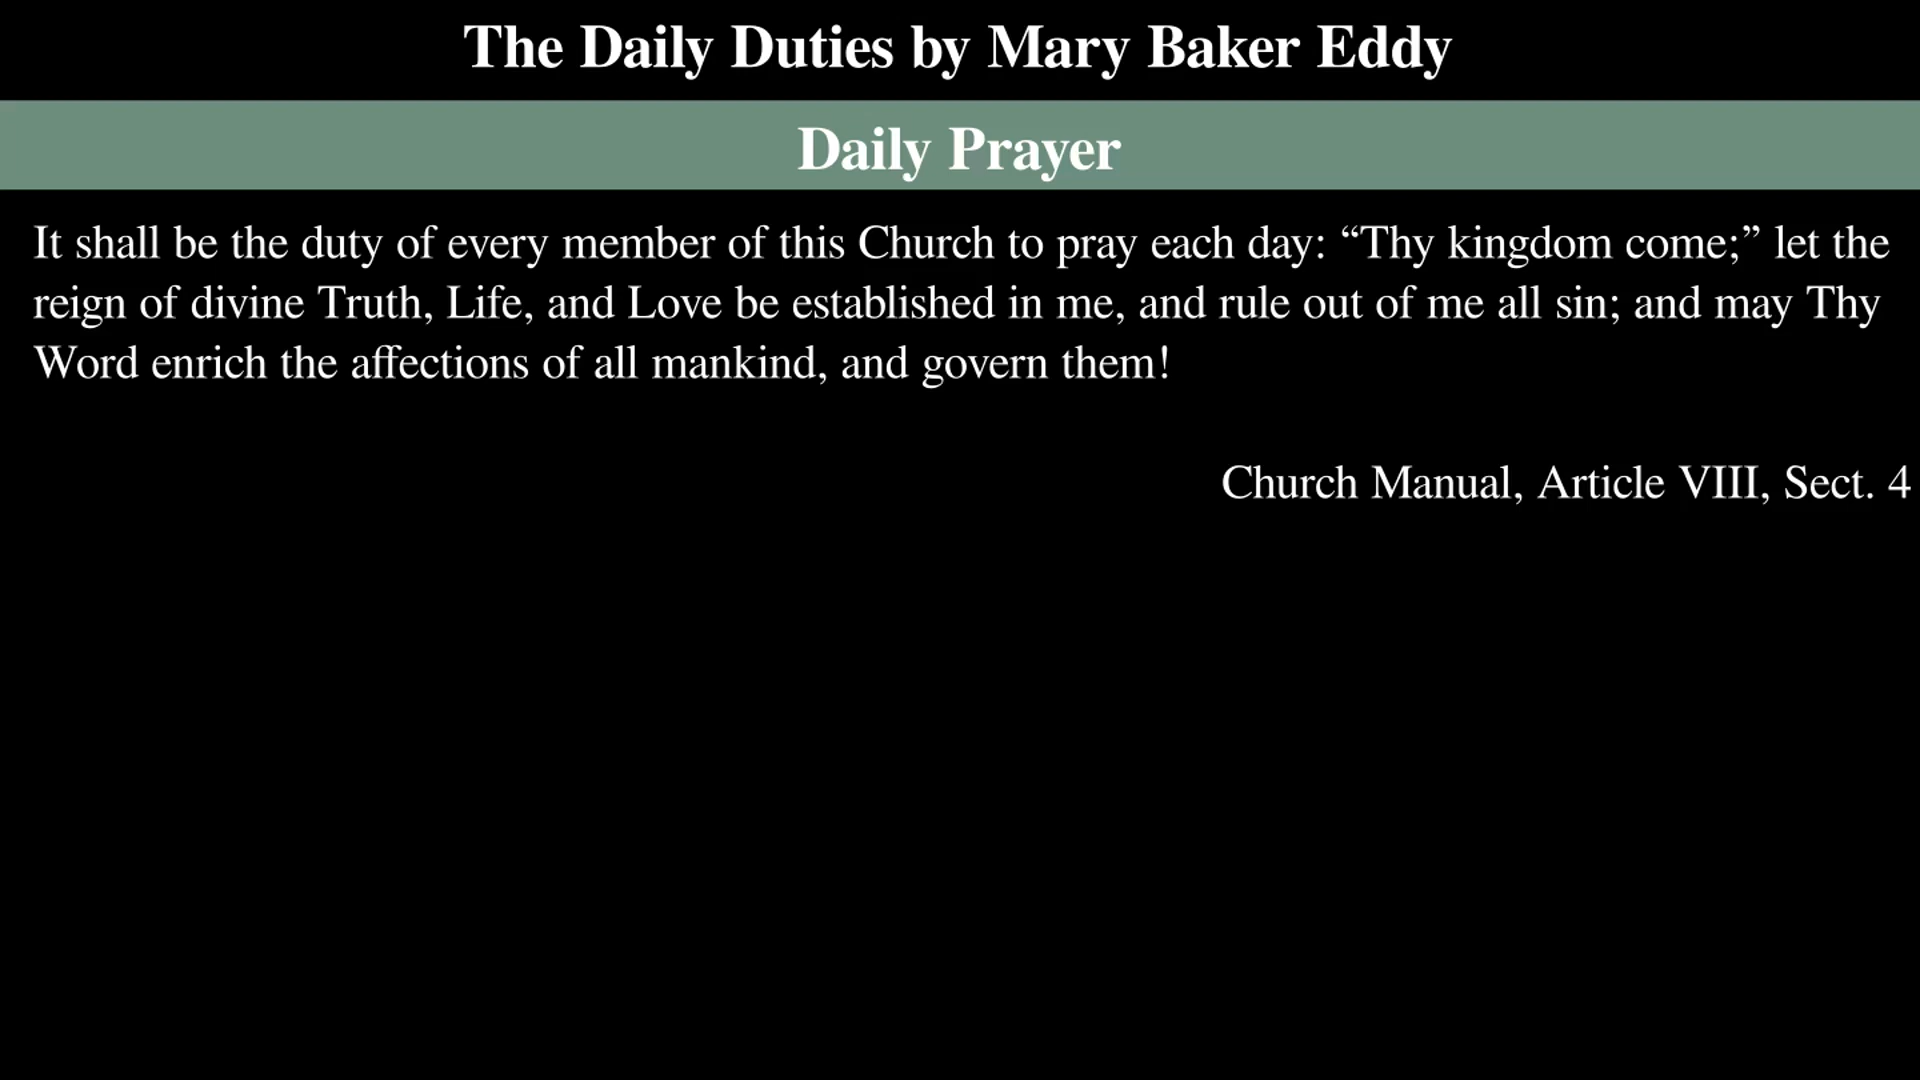 The Daily Duties by Mary Baker Eddy
Daily Prayer
It shall be the duty of every member of this Church to pray each day: “Thy kingdom come;” let the
reign of divine Truth, Life, and Love be established in me, and rule out of me all sin; and may Thy
Word enrich the affections of all mankind, and govern them!
Church Manual, Article VIII, Sect. 4